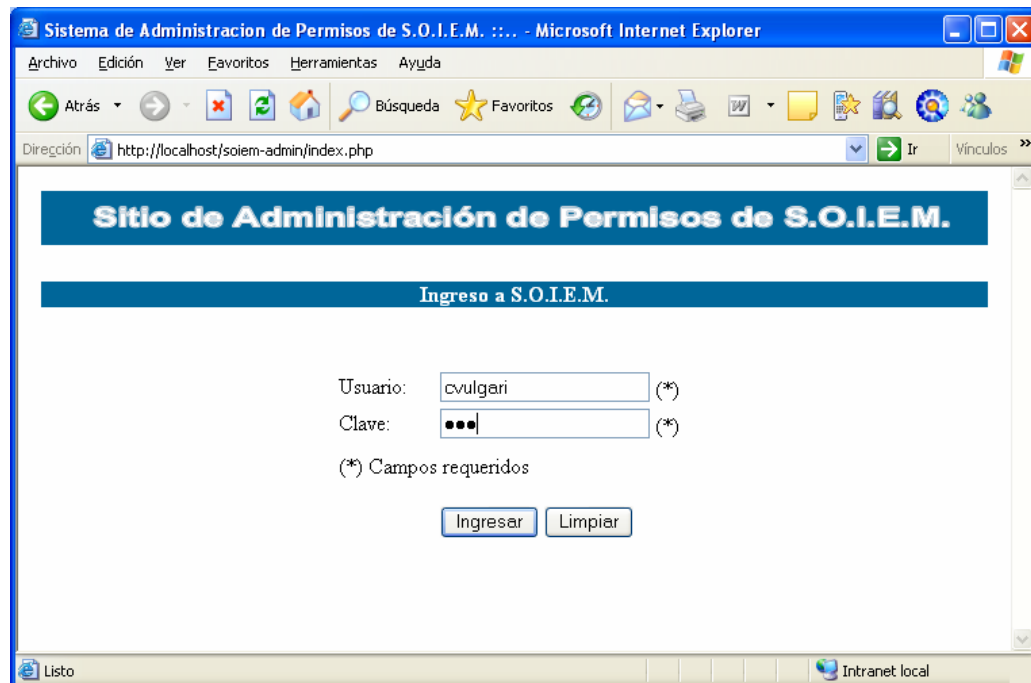 Sistema de Administracion de Permisos de S.O.I.E.M. ::.. - Microsoft Internet Explorer
Archivo Edición Ver Favoritos Herramientas Ayuda
Atrás Búsqueda Favoritos
Dirección http://localhost/soiem-admin/index.php Ir Vínculos »
Sitio de Administración de Permisos de S.O.I.E.M.
Ingreso a S.O.I.E.M.
Usuario: cvulgari (*)
Clave: ●●● (*)
(*) Campos requeridos
Ingresar Limpiar
Listo Intranet local